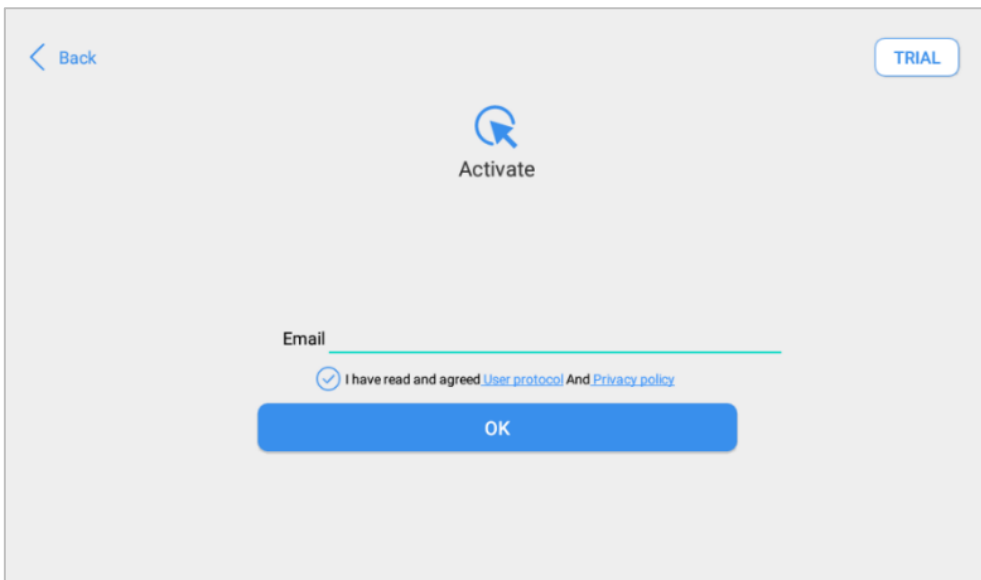 Back
TRIAL
Activate
Email
I have read and agreed User protocol And Privacy policy
OK